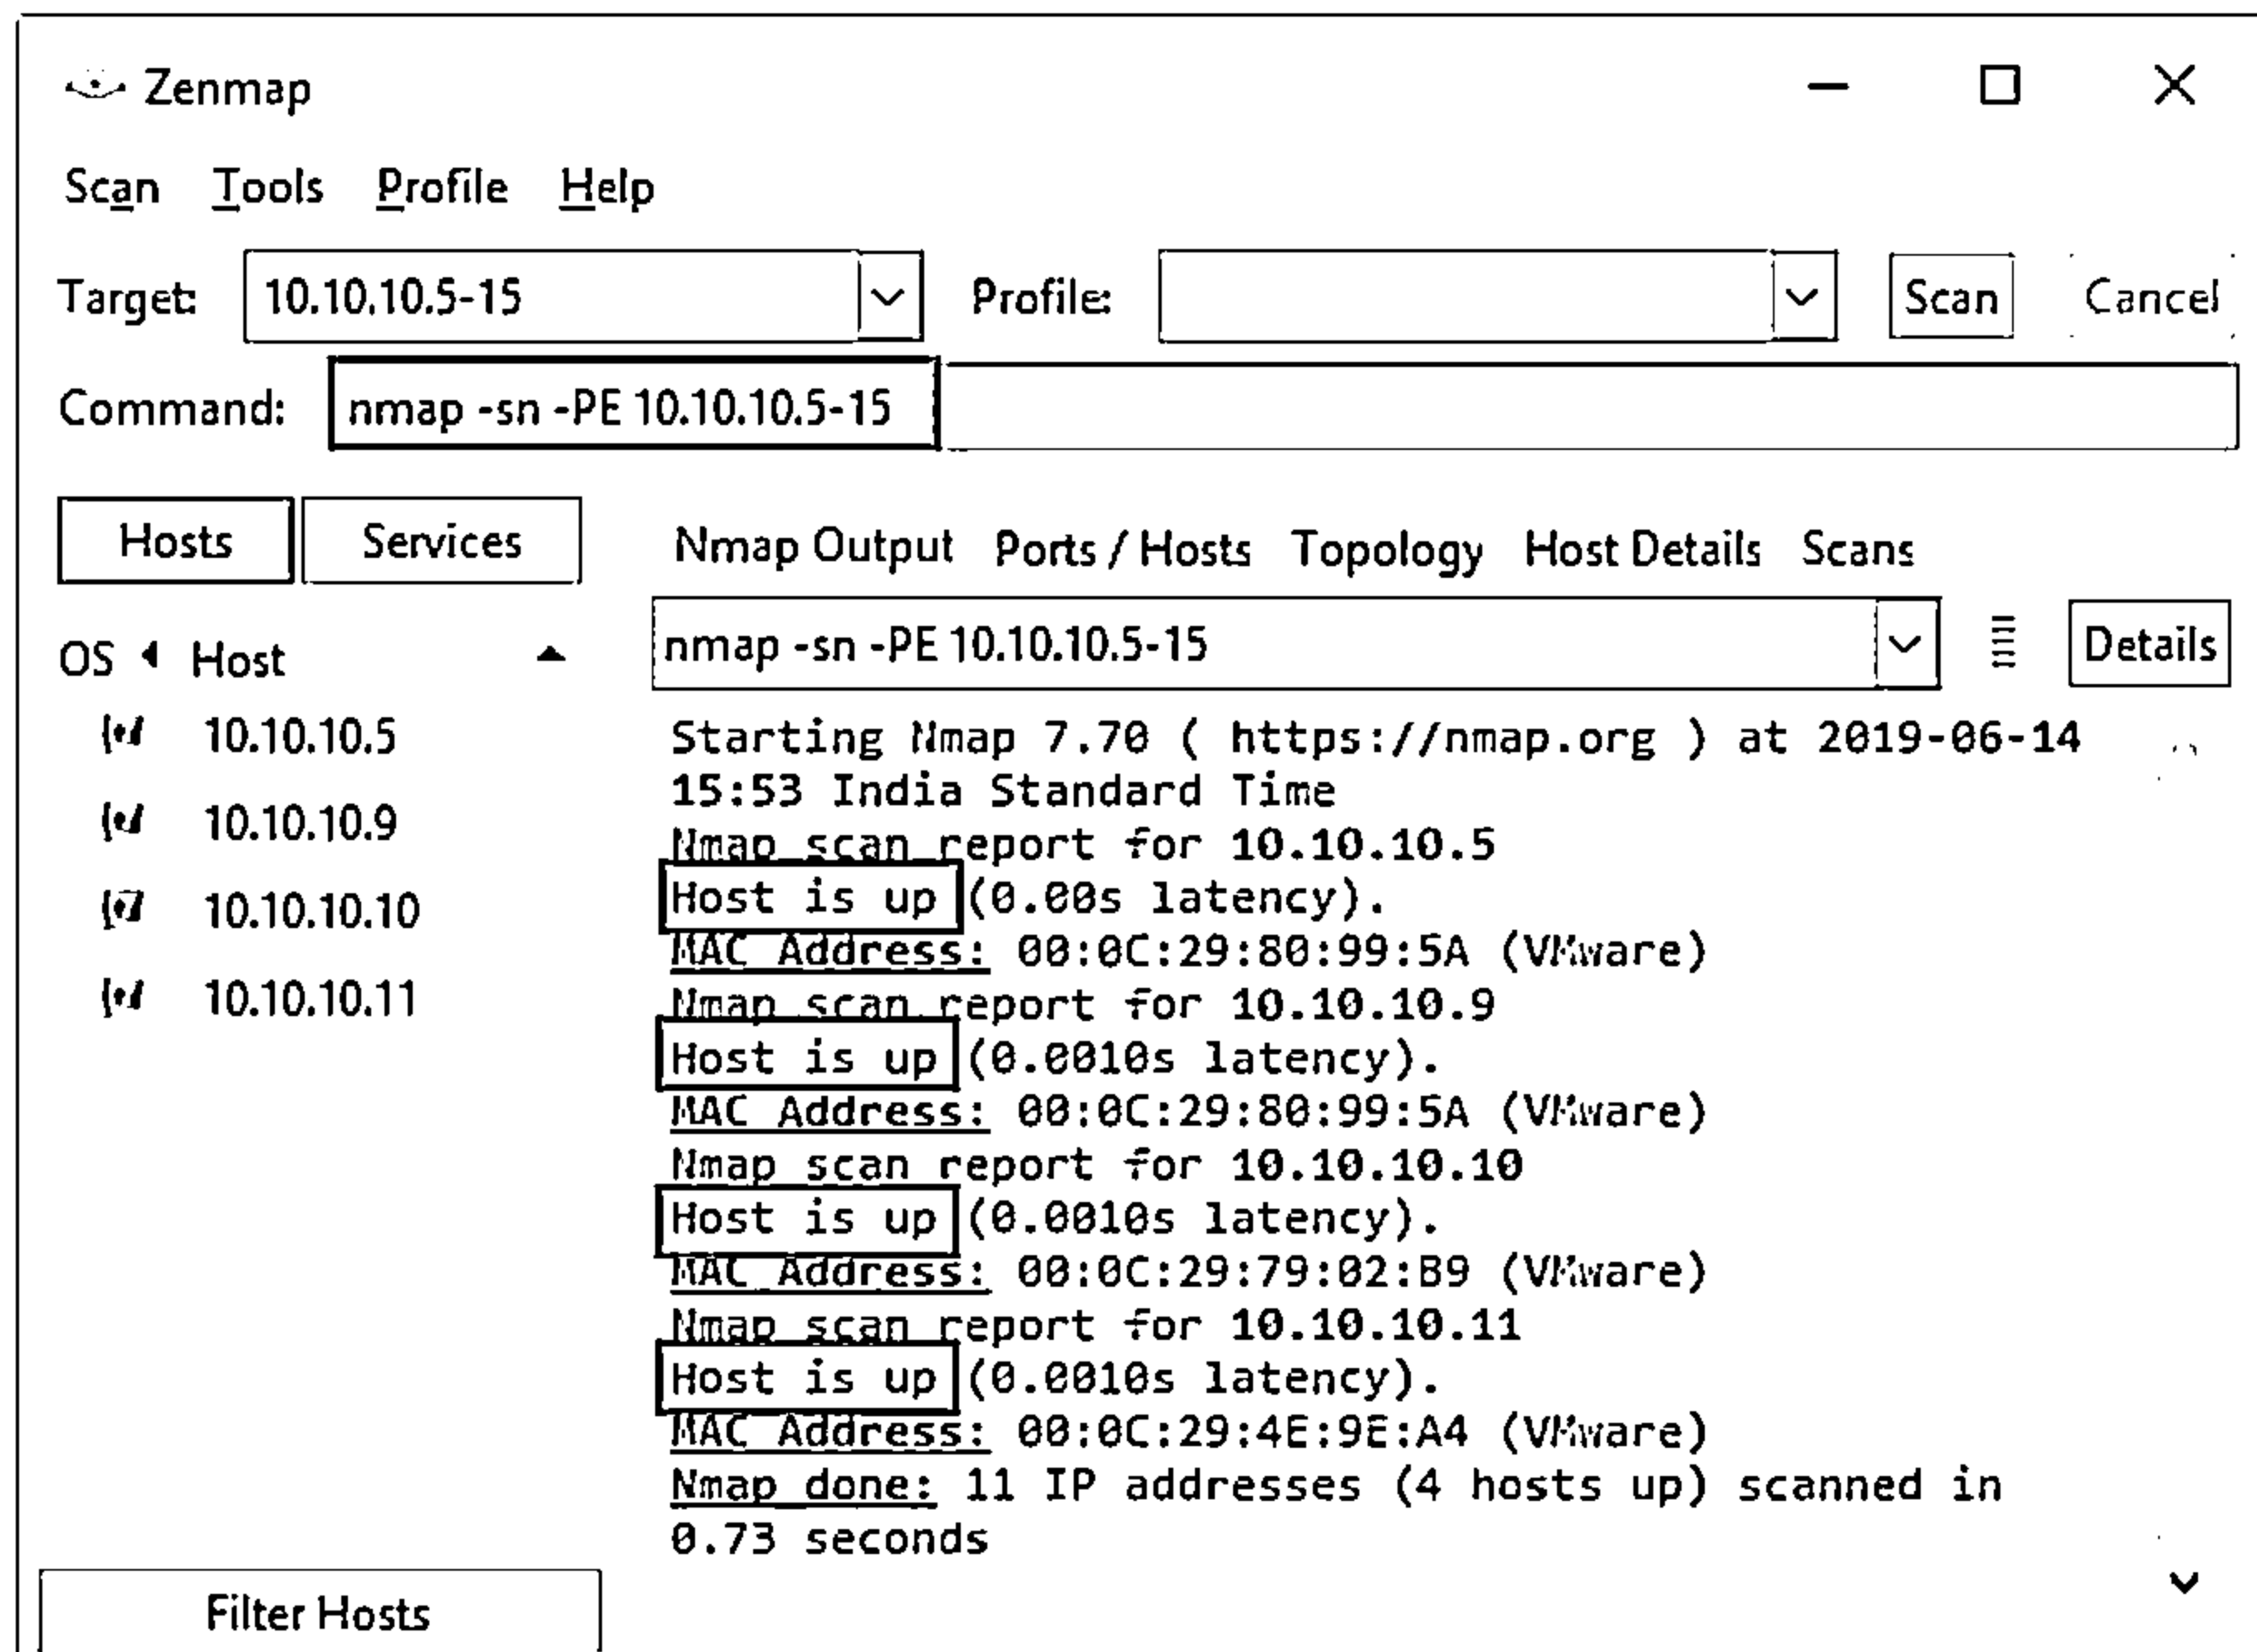 Zenmap
Scan Tools Profile Help
Target: 10.10.10.5-15 Profile: Scan Cancel
Command: nmap -sn -PE 10.10.10.5-15
Hosts Services Nmap Output Ports / Hosts Topology Host Details Scans
OS Host nmap -sn -PE 10.10.10.5-15 Details
10.10.10.5
10.10.10.9
10.10.10.10
10.10.10.11
Starting Nmap 7.70 ( https://nmap.org ) at 2019-06-14
15:53 India Standard Time
Nmap scan report for 10.10.10.5
Host is up (0.00s latency).
MAC Address: 00:0C:29:80:99:5A (VMware)
Nmap scan report for 10.10.10.9
Host is up (0.0010s latency).
MAC Address: 00:0C:29:80:99:5A (VMware)
Nmap scan report for 10.10.10.10
Host is up (0.0010s latency).
MAC Address: 00:0C:29:79:02:B9 (VMware)
Nmap scan report for 10.10.10.11
Host is up (0.0010s latency).
MAC Address: 00:0C:29:4E:9E:A4 (VMware)
Nmap done: 11 IP addresses (4 hosts up) scanned in
0.73 seconds
Filter Hosts